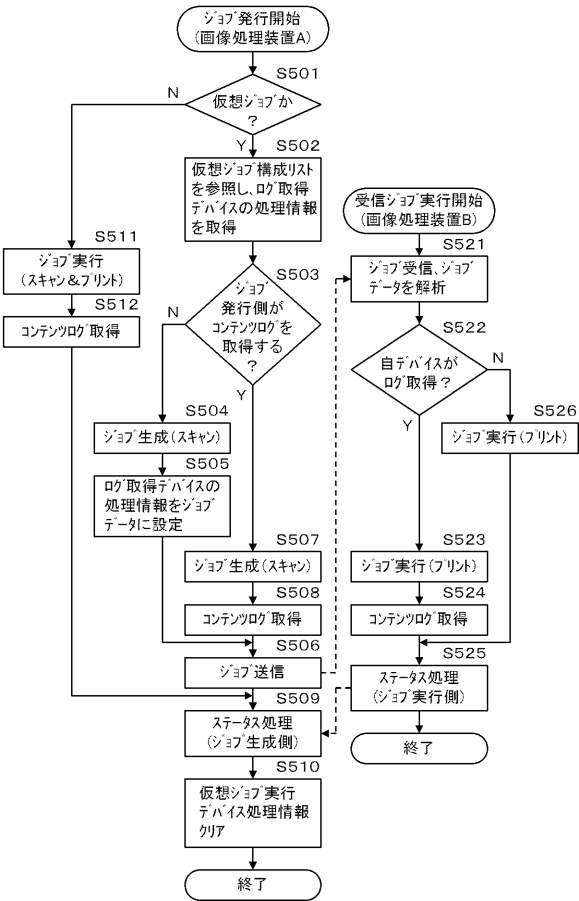 ジョブ発行開始
(画像処理装置A)
S501
仮想ジョブか
?
N
Y
S502
仮想ジョブ構成リスト
を参照し、ログ取得
デバイスの処理情報
を取得
S503
ジョブ
発行側が
コンテンツログを
取得する
?
N
Y
S511
ジョブ実行
(スキャン&プリント)
S512
コンテンツログ取得
S504
ジョブ生成(スキャン)
S505
ログ取得デバイスの
処理情報をジョブ
データに設定
S507
ジョブ生成(スキャン)
S508
コンテンツログ取得
S506
ジョブ送信
S509
ステータス処理
(ジョブ生成側)
S510
仮想ジョブ実行
デバイス処理情報
クリア
終了
受信ジョブ実行開始
(画像処理装置B)
S521
ジョブ受信、ジョブ
データを解析
S522
自デバイスが
ログ取得?
N
Y
S526
ジョブ実行(プリント)
S523
ジョブ実行(プリント)
S524
コンテンツログ取得
S525
ステータス処理
(ジョブ実行側)
終了